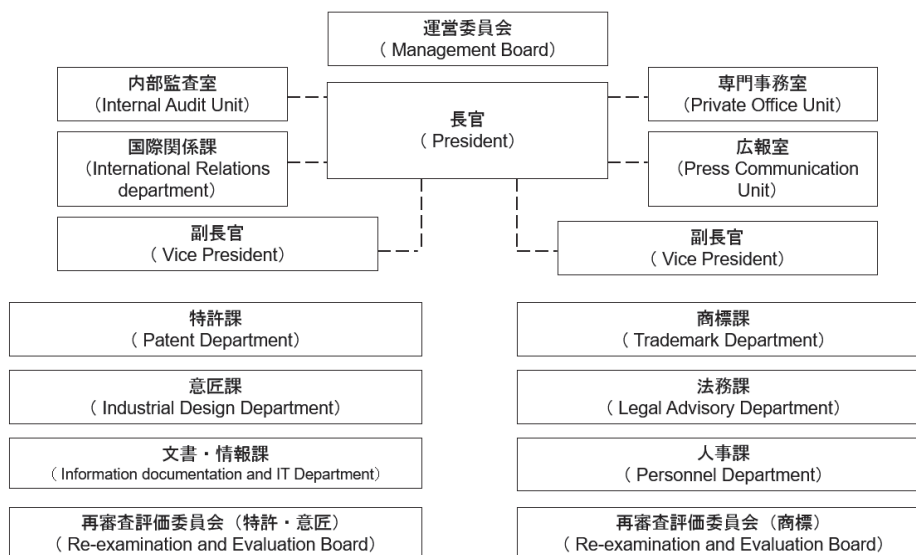 運営委員会
（ Management Board）
内部監査室
（Internal Audit Unit）
専門事務室
（Private Office Unit）
長官
（ President）
国際関係課
（International Relations
department）
広報室
（Press Communication
Unit）
副長官
（ Vice President）
副長官
（ Vice President）
特許課
（ Patent Department）
商標課
（ Trademark Department）
意匠課
（ Industrial Design Department）
法務課
（ Legal Advisory Department）
文書・情報課
（ Information documentation and IT Department）
人事課
（ Personnel Department）
再審査評価委員会（特許・意匠）
（ Re-examination and Evaluation Board）
再審査評価委員会（商標）
（ Re-examination and Evaluation Board）